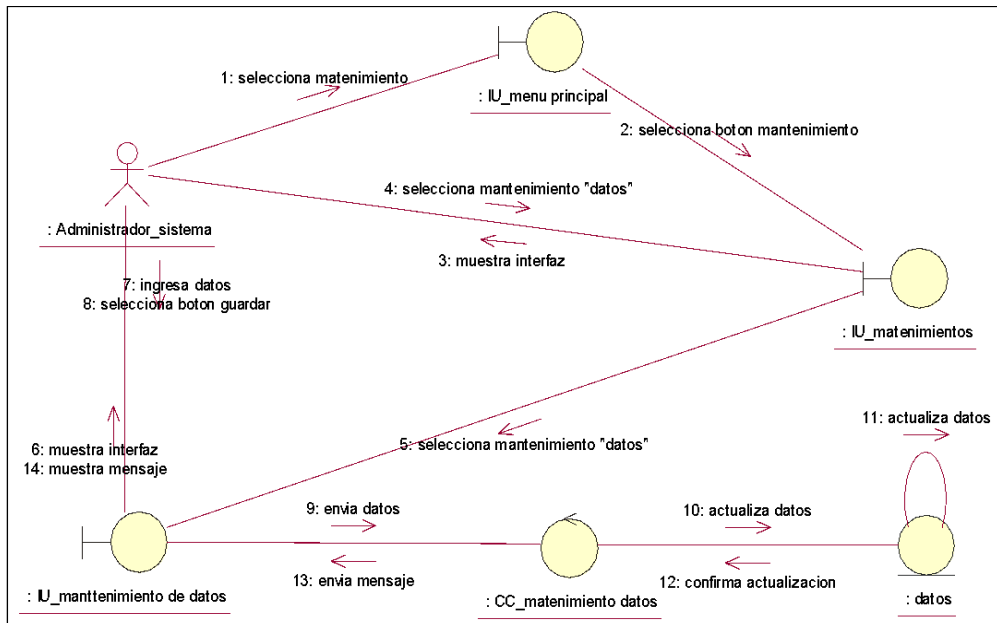 : IU_menu principal
1: selecciona matenimiento
2: selecciona boton mantenimiento
: Administrador_sistema
4: selecciona mantenimiento "datos"
3: muestra interfaz
7: ingresa datos
8: selecciona boton guardar
: IU_matenimientos
6: muestra interfaz
14: muestra mensaje
5: selecciona mantenimiento "datos"
11: actualiza datos
9: envia datos
10: actualiza datos
13: envia mensaje
12: confirma actualizacion
: IU_manttenimiento de datos
: CC_matenimiento datos
: datos